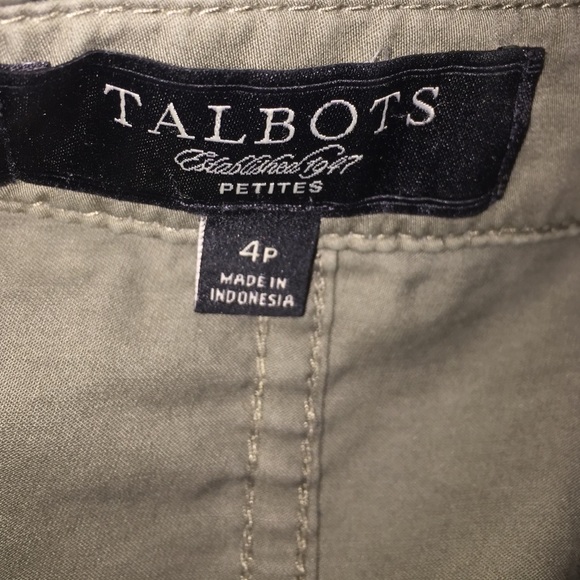 TALBOTS
Established 1947
PETITES
4P
MADE IN
INDONESIA